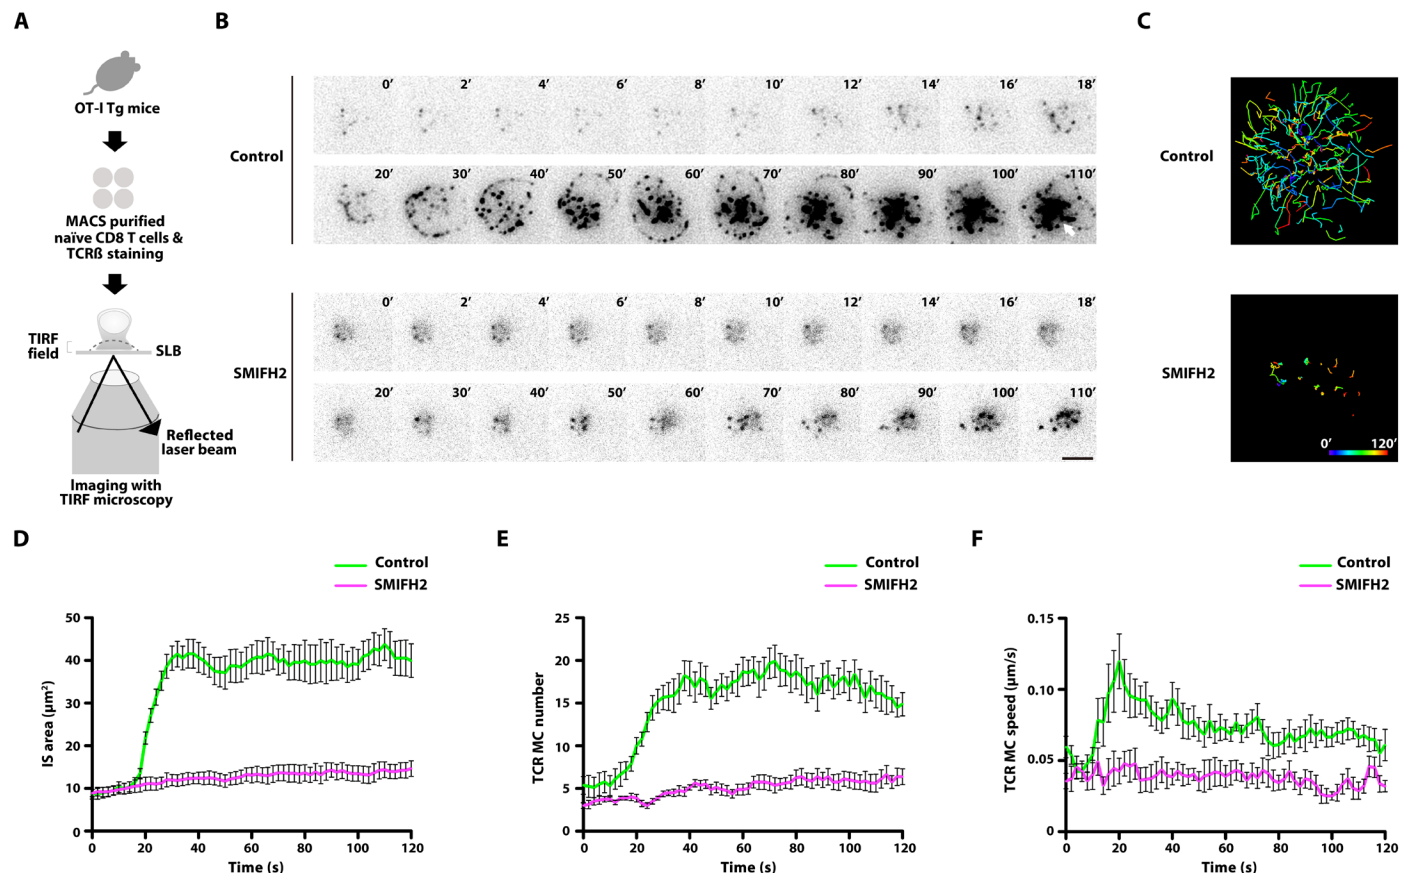 A
OT-I Tg mice
MACS purified
naïve CD8 T cells &
TCRß staining
TIRF
field
SLB
Reflected
laser beam
Imaging with
TIRF microscopy
B
Control
0′ 2′ 4′ 6′ 8′ 10′ 12′ 14′ 16′ 18′
20′ 30′ 40′ 50′ 60′ 70′ 80′ 90′ 100′ 110′
SMIFH2
0′ 2′ 4′ 6′ 8′ 10′ 12′ 14′ 16′ 18′
20′ 30′ 40′ 50′ 60′ 70′ 80′ 90′ 100′ 110′
C
Control
SMIFH2
0′ 120′
D
Control
SMIFH2
IS area (µm²)
50
40
30
20
10
0
0 20 40 60 80 100 120
Time (s)
E
Control
SMIFH2
TCR MC number
25
20
15
10
5
0
0 20 40 60 80 100 120
Time (s)
F
Control
SMIFH2
TCR MC speed (µm/s)
0.15
0.10
0.05
0
0 20 40 60 80 100 120
Time (s)